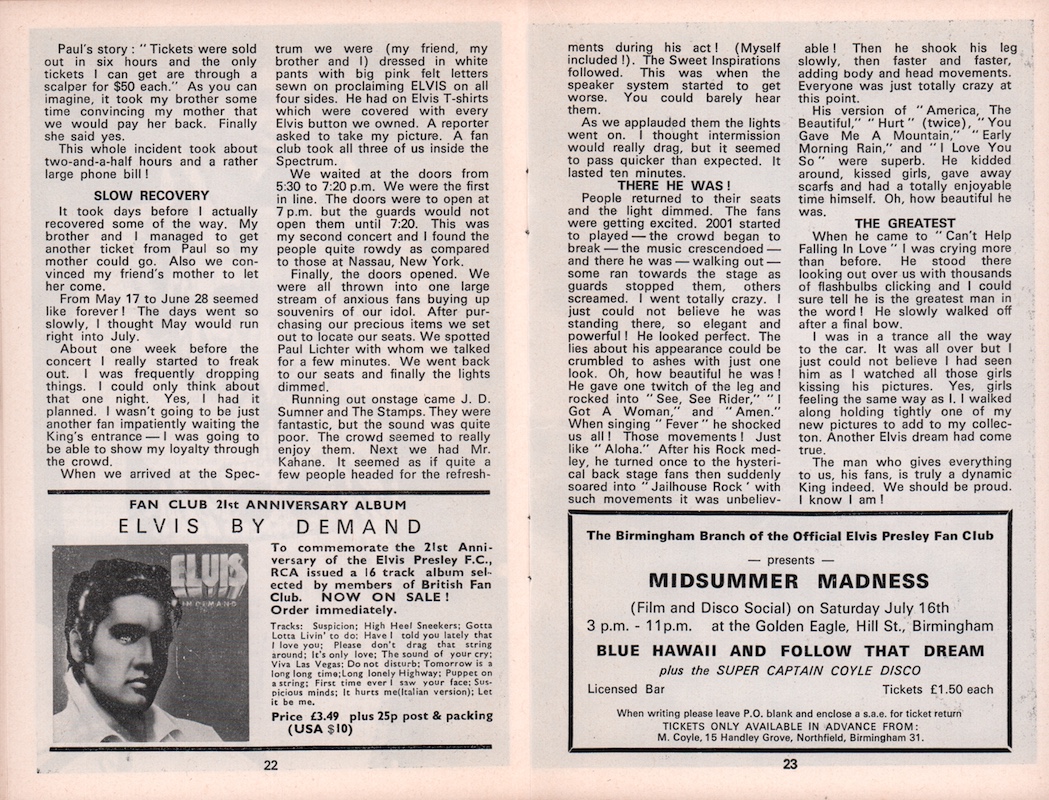 Paul's story : " Tickets were sold
out in six hours and the only
tickets I can get are through a
scalper for $50 each." As you can
imagine, it took my brother some
time convincing my mother that
we would pay her back. Finally
she said yes.
This whole incident took about
two-and-a-half hours and a rather
large phone bill !
SLOW RECOVERY
It took days before I actually
recovered some of the way. My
brother and I managed to get
another ticket from Paul so my
mother could go. Also we con-
vinced my friend's mother to let
her come.
From May 17 to June 28 seemed
like forever! The days went so
slowly, I thought May would run
right into July.
About one week before the
concert I really started to freak
out. I was frequently dropping
things. I could only think about
that one night. Yes, I had it
planned. I wasn't going to be just
another fan impatiently waiting the
King's entrance — I was going to
be able to show my loyalty through
the crowd.
When we arrived at the Spec-
trum we were (my friend, my
brother and I) dressed in white
pants with big pink felt letters
sewn on proclaiming ELVIS on all
four sides. He had on Elvis T-shirts
which were covered with every
Elvis button we owned. A reporter
asked to take my picture. A fan
club took all three of us inside the
Spectrum.
We waited at the doors from
5:30 to 7:20 p.m. We were the first
in line. The doors were to open at
7 p.m. but the guards would not
open them until 7:20. This was
my second concert and I found the
people quite rowdy as compared
to those at Nassau, New York.
Finally, the doors opened. We
were all thrown into one large
stream of anxious fans buying up
souvenirs of our idol. After pur-
chasing our precious items we set
out to locate our seats. We spotted
Paul Lichter with whom we talked
for a few minutes. We went back
to our seats and finally the lights
dimmed.
Running out onstage came J. D.
Sumner and The Stamps. They were
fantastic, but the sound was quite
poor. The crowd seemed to really
enjoy them. Next we had Mr.
Kahane. It seemed as if quite a
few people headed for the refresh-
FAN CLUB 21st ANNIVERSARY ALBUM
ELVIS BY DEMAND
ELVIS
IN DEMAND
To commemorate the 21st Anni-
versary of the Elvis Presley F.C.,
RCA issued a 16 track album sel-
ected by members of British Fan
Club. NOW ON SALE !
Order immediately.
Tracks: Suspicion; High Heel Sneekers; Gotta
Lotta Livin' to do: Have I told you lately that
I love you; Please don't drag that string
around; It's only love; The sound of your cry;
Viva Las Vegas; Do not disturb; Tomorrow is a
long long time;Long lonely Highway; Puppet on
a string; First time ever I saw your face; Sus-
picious minds; It hurts me(Italian version); Let
it be me.
Price £3.49 plus 25p post & packing
(USA $10)
22
ments during his act ! (Myself
included !). The Sweet Inspirations
followed. This was when the
speaker system started to get
worse. You could barely hear
them.
As we applauded them the lights
went on. I thought intermission
would really drag, but it seemed
to pass quicker than expected. It
lasted ten minutes.
THERE HE WAS !
People returned to their seats
and the light dimmed. The fans
were getting excited. 2001 started
to played — the crowd began to
break — the music crescendoed —
and there he was — walking out —
some ran towards the stage as
guards stopped them, others
screamed. I went totally crazy. I
just could not believe he was
standing there, so elegant and
powerful ! He looked perfect. The
lies about his appearance could be
crumbled to ashes with just one
look. Oh, how beautiful he was !
He gave one twitch of the leg and
rocked into " See, See Rider," " I
Got A Woman," and " Amen."
When singing " Fever " he shocked
us all ! Those movements ! Just
like " Aloha." After his Rock med-
ley, he turned once to the hysteri-
cal back stage fans then suddenly
soared into " Jailhouse Rock ' with
such movements it was unbeliev-
able ! Then he shook his leg
slowly, then faster and faster,
adding body and head movements.
Everyone was just totally crazy at
this point.
His version of " America, The
Beautiful," " Hurt " (twice), " You
Gave Me A Mountain," " Early
Morning Rain," and " I Love You
So " were superb. He kidded
around, kissed girls, gave away
scarfs and had a totally enjoyable
time himself. Oh, how beautiful he
was.
THE GREATEST
When he came to " Can't Help
Falling In Love " I was crying more
than before. He stood there
looking out over us with thousands
of flashbulbs clicking and I could
sure tell he is the greatest man in
the word ! He slowly walked off
after a final bow.
I was in a trance all the way
to the car. It was all over but I
just could not believe I had seen
him as I watched all those girls
kissing his pictures. Yes, girls
feeling the same way as I. I walked
along holding tightly one of my
new pictures to add to my collec-
ton. Another Elvis dream had come
true.
The man who gives everything
to us, his fans, is truly a dynamic
King indeed. We should be proud.
I know I am !
The Birmingham Branch of the Official Elvis Presley Fan Club
— presents —
MIDSUMMER MADNESS
(Film and Disco Social) on Saturday July 16th
3 p.m. - 11p.m. at the Golden Eagle, Hill St., Birmingham
BLUE HAWAII AND FOLLOW THAT DREAM
plus the SUPER CAPTAIN COYLE DISCO
Licensed Bar Tickets £1.50 each
When writing please leave P.O. blank and enclose a s.a.e. for ticket return
TICKETS ONLY AVAILABLE IN ADVANCE FROM:
M. Coyle, 15 Handley Grove, Northfield, Birmingham 31.
23